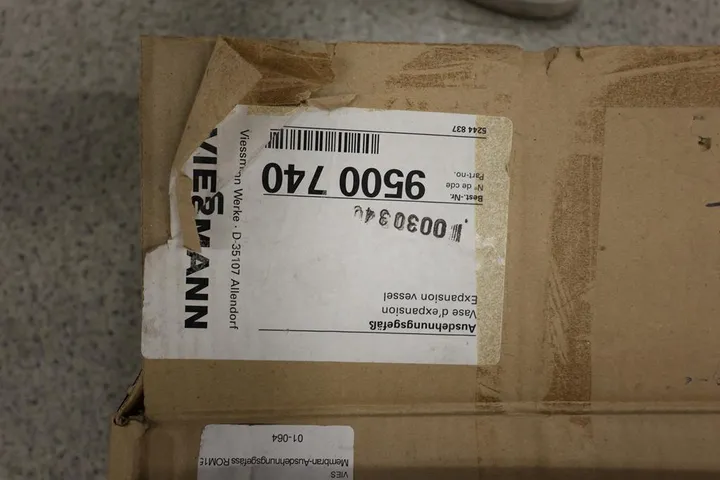 Ausdehnungsgefäß
Vase d'expansion
Expansion vessel
Best.-Nr.
N° de cde
Part-no.
9500 740
5244 837
VIESMANN
Viessmann Werke · D-35107 Allendorf
VIES
Membran-Ausdehnungsgefäss ROM15
01-064